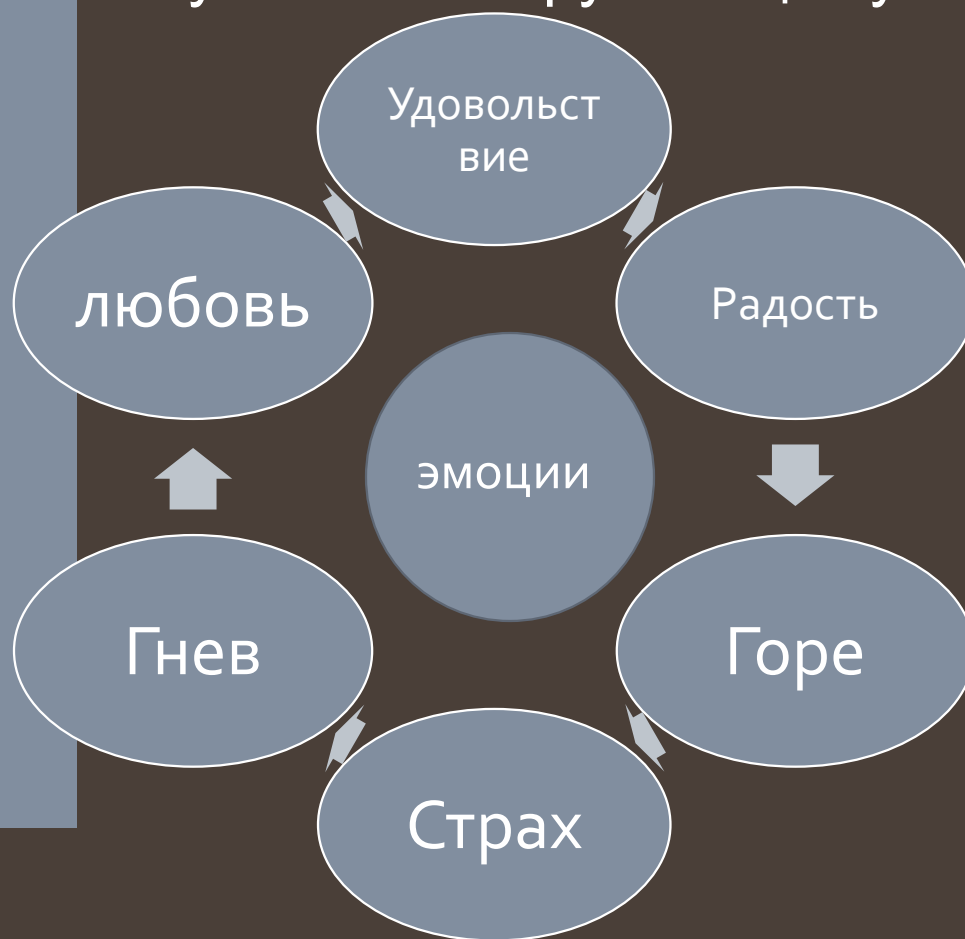 Удовольст
вие
любовь
Радость
эмоции
Гнев
Горе
Страх